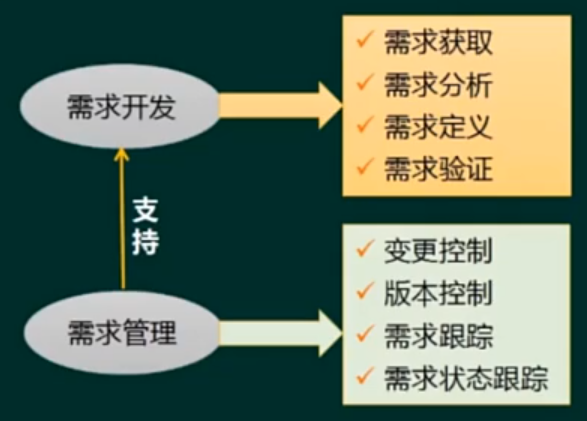 需求开发
需求获取
需求分析
需求定义
需求验证
支持
需求管理
变更控制
版本控制
需求跟踪
需求状态跟踪